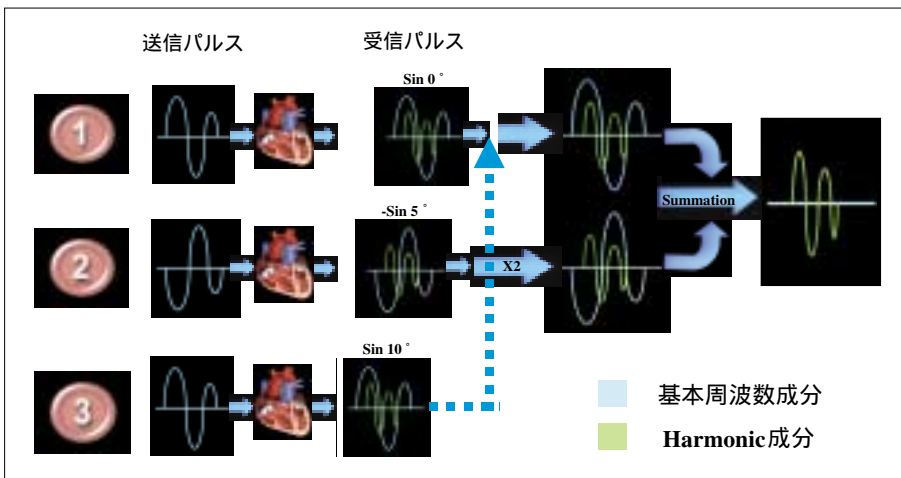 送信パルス
受信パルス
Sin 0 °
1
-Sin 5 °
Summation
2
X2
Sin 10 °
3
基本周波数成分
Harmonic成分